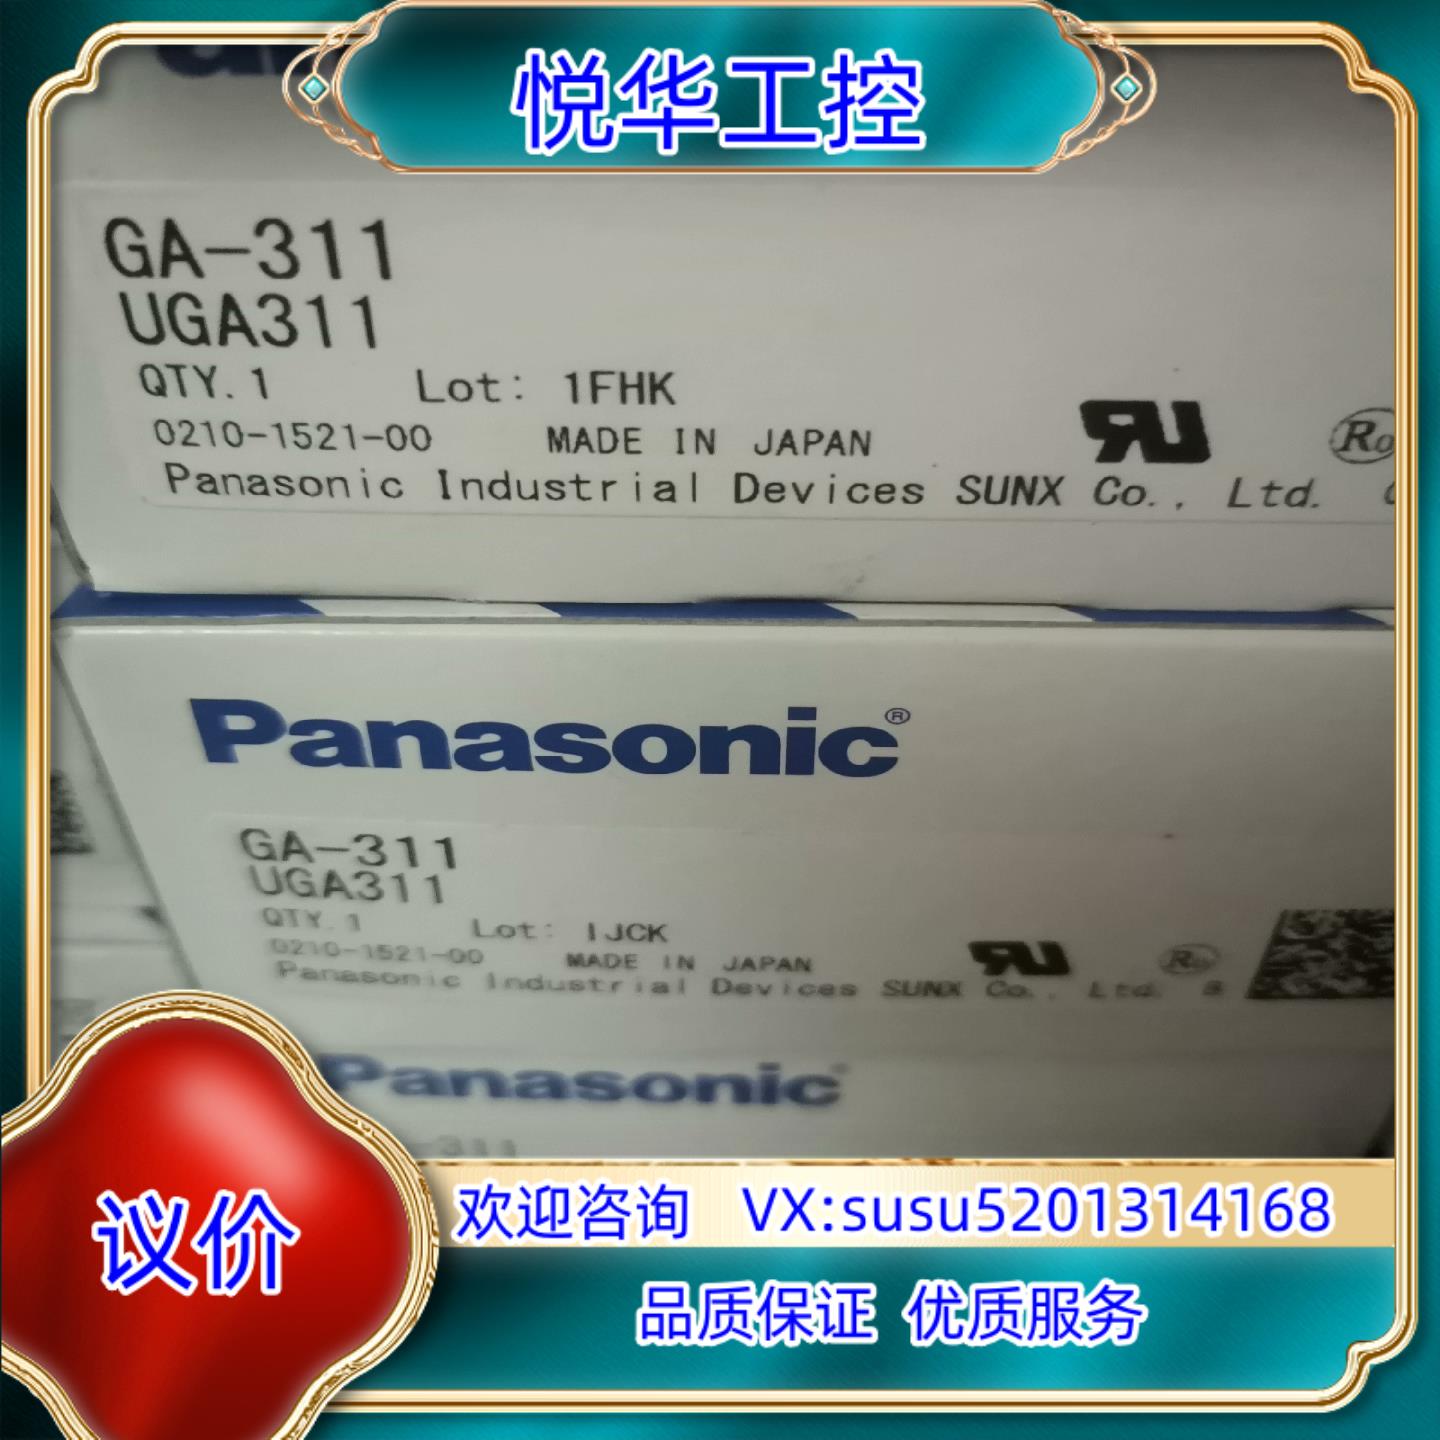 悦华工控
GA-311
UGA311
QTY.1 Lot: 1FHK
0210-1521-00 MADE IN JAPAN
Panasonic Industrial Devices SUNX Co., Ltd.
Panasonic®
GA-311
UGA311
QTY.1 Lot: IJCK
0210-1521-00 MADE IN JAPAN
Panasonic Industrial Devices SUNX Co., Ltd.
Panasonic
-311
议价
欢迎咨询 VX:susu5201314168
品质保证 优质服务